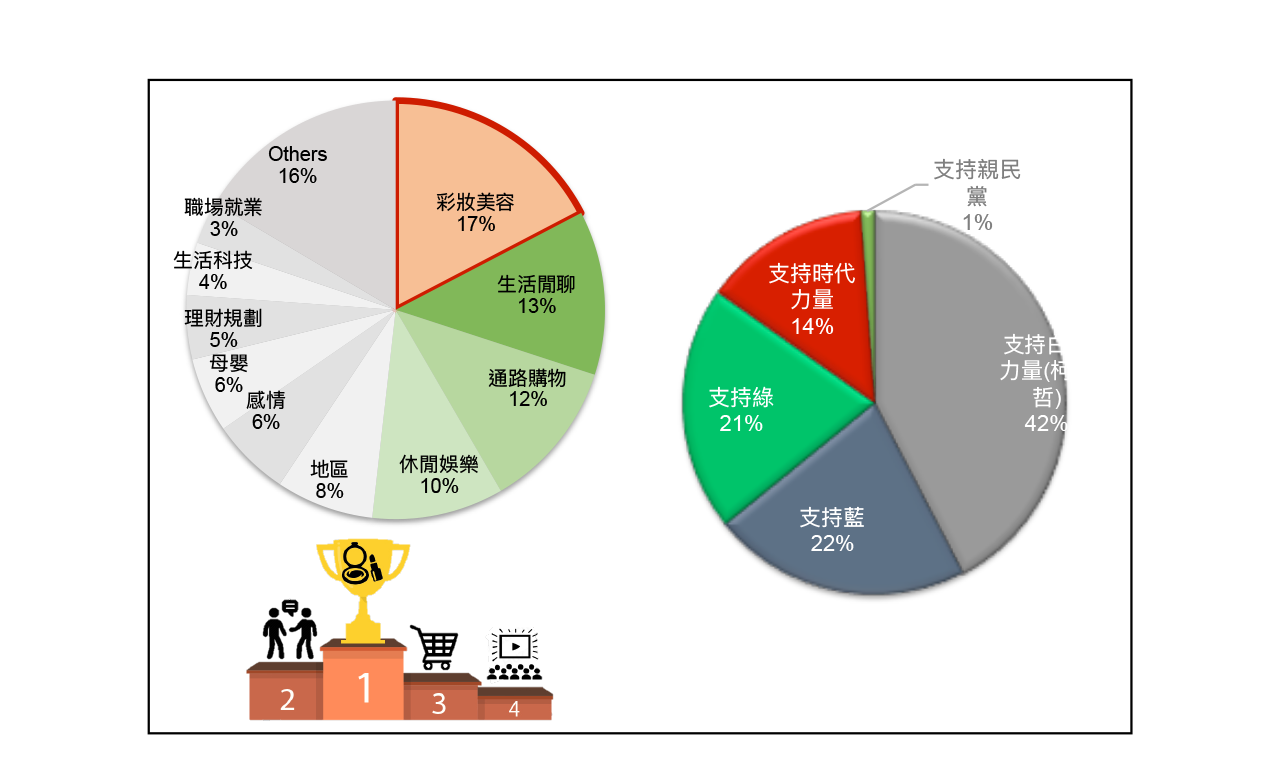 Others
16%
職場就業
3%
生活科技
4%
理財規劃
5%
母嬰
6%
感情
6%
地區
8%
休閒娛樂
10%
通路購物
12%
生活閒聊
13%
彩妝美容
17%
2
1
3
4
支持親民
黨
1%
支持時代
力量
14%
支持綠
21%
支持藍
22%
支持白
力量(柯
哲)
42%